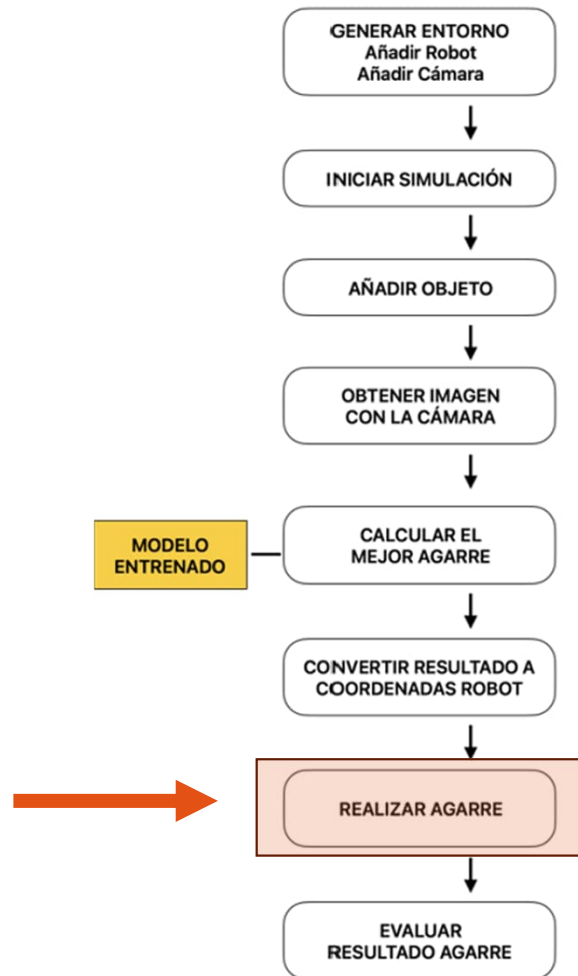 GENERAR ENTORNO
Añadir Robot
Añadir Cámara
INICIAR SIMULACIÓN
AÑADIR OBJETO
OBTENER IMAGEN
CON LA CÁMARA
MODELO
ENTRENADO
CALCULAR EL
MEJOR AGARRE
CONVERTIR RESULTADO A
COORDENADAS ROBOT
REALIZAR AGARRE
EVALUAR
RESULTADO AGARRE